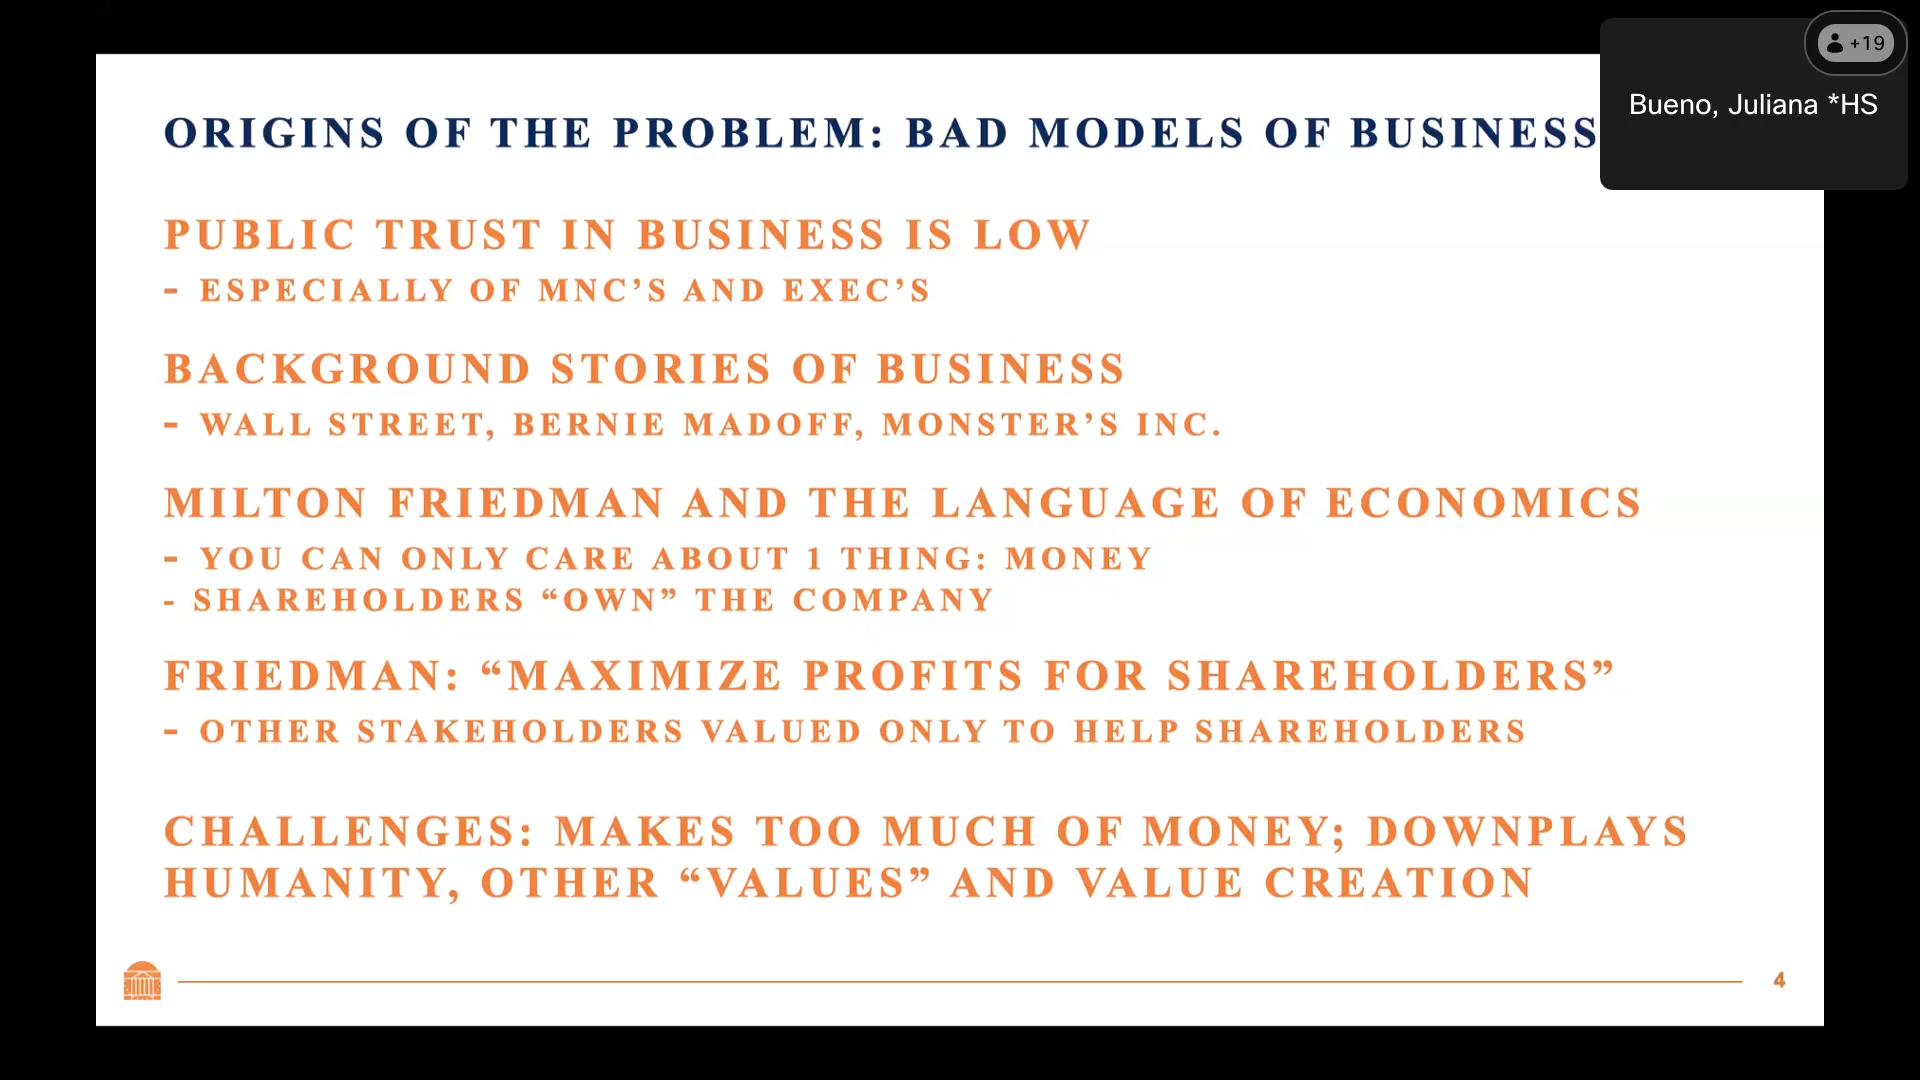 ORIGINS OF THE PROBLEM: BAD MODELS OF BUSINESS
+19
Bueno, Juliana *HS
PUBLIC TRUST IN BUSINESS IS LOW
- ESPECIALLY OF MNC’S AND EXEC’S
BACKGROUND STORIES OF BUSINESS
- WALL STREET, BERNIE MADOFF, MONSTER’S INC.
MILTON FRIEDMAN AND THE LANGUAGE OF ECONOMICS
- YOU CAN ONLY CARE ABOUT 1 THING: MONEY
- SHAREHOLDERS “OWN” THE COMPANY
FRIEDMAN: “MAXIMIZE PROFITS FOR SHAREHOLDERS”
- OTHER STAKEHOLDERS VALUED ONLY TO HELP SHAREHOLDERS
CHALLENGES: MAKES TOO MUCH OF MONEY; DOWNPLAYS
HUMANITY, OTHER “VALUES” AND VALUE CREATION
4